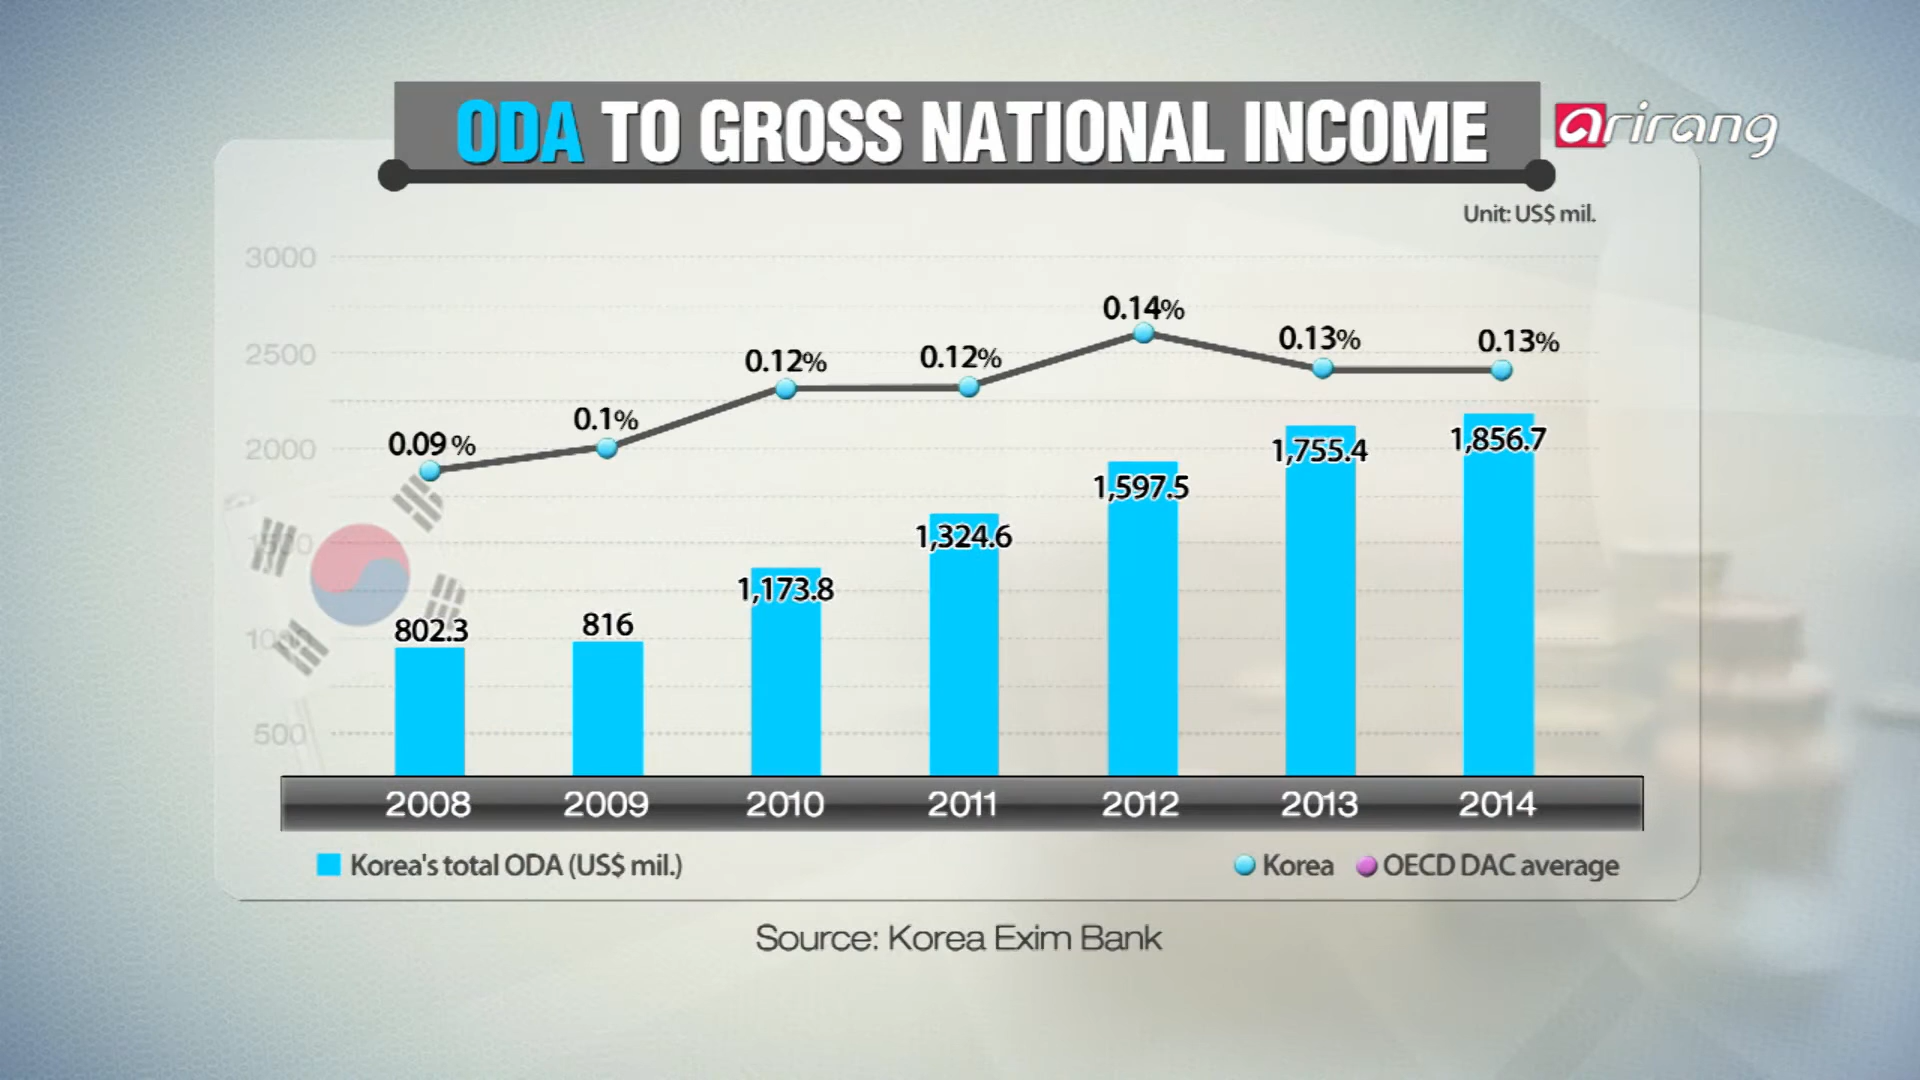 ODA TO GROSS NATIONAL INCOME
arirang
Unit: US$ mil.
3000
2500
2000
1500
1000
500
0.09%
0.1%
0.12%
0.12%
0.14%
0.13%
0.13%
802.3
816
1,173.8
1,324.6
1,597.5
1,755.4
1,856.7
2008 2009 2010 2011 2012 2013 2014
Korea's total ODA (US$ mil.)
Korea OECD DAC average
Source: Korea Exim Bank